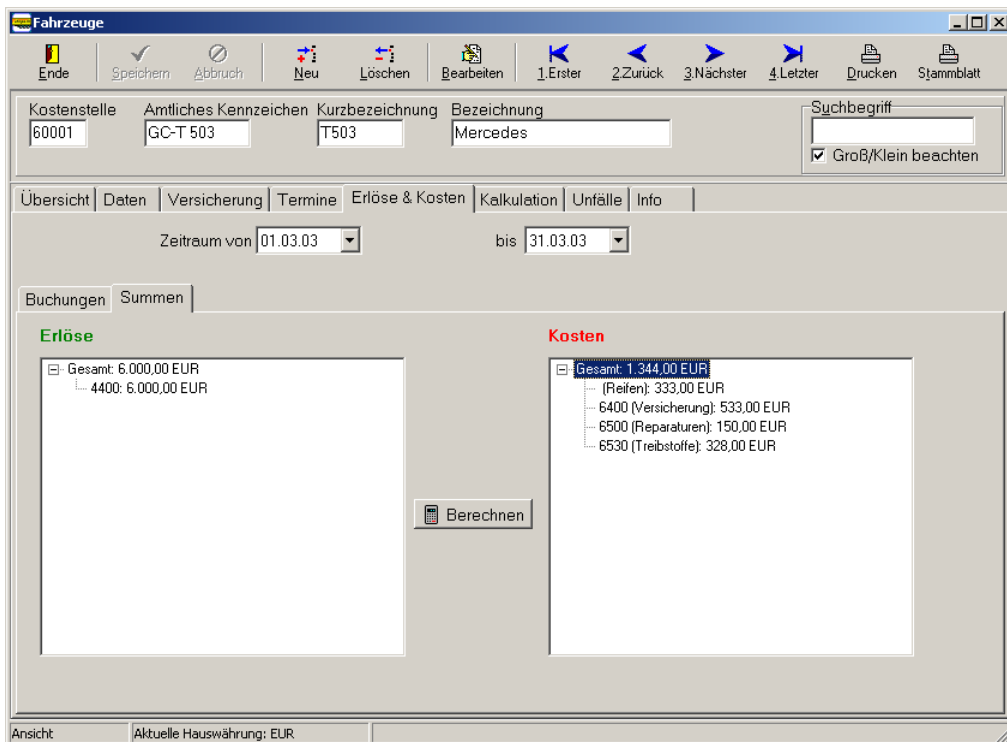 Fahrzeuge
Ende Speichern Abbruch Neu Löschen Bearbeiten 1.Erster 2.Zurück 3.Nächster 4.Letzter Drucken Stammblatt
Kostenstelle Amtliches Kennzeichen Kurzbezeichnung Bezeichnung Suchbegriff
60001 GC-T 503 T503 Mercedes
Groß/Klein beachten
Übersicht Daten Versicherung Termine Erlöse & Kosten Kalkulation Unfälle Info
Zeitraum von 01.03.03 bis 31.03.03
Buchungen Summen
Erlöse
Gesamt: 6.000,00 EUR
4400: 6.000,00 EUR
Berechnen
Kosten
Gesamt: 1.344,00 EUR
(Reifen): 333,00 EUR
6400 (Versicherung): 533,00 EUR
6500 (Reparaturen): 150,00 EUR
6530 (Treibstoffe): 328,00 EUR
Ansicht Aktuelle Hauswährung: EUR